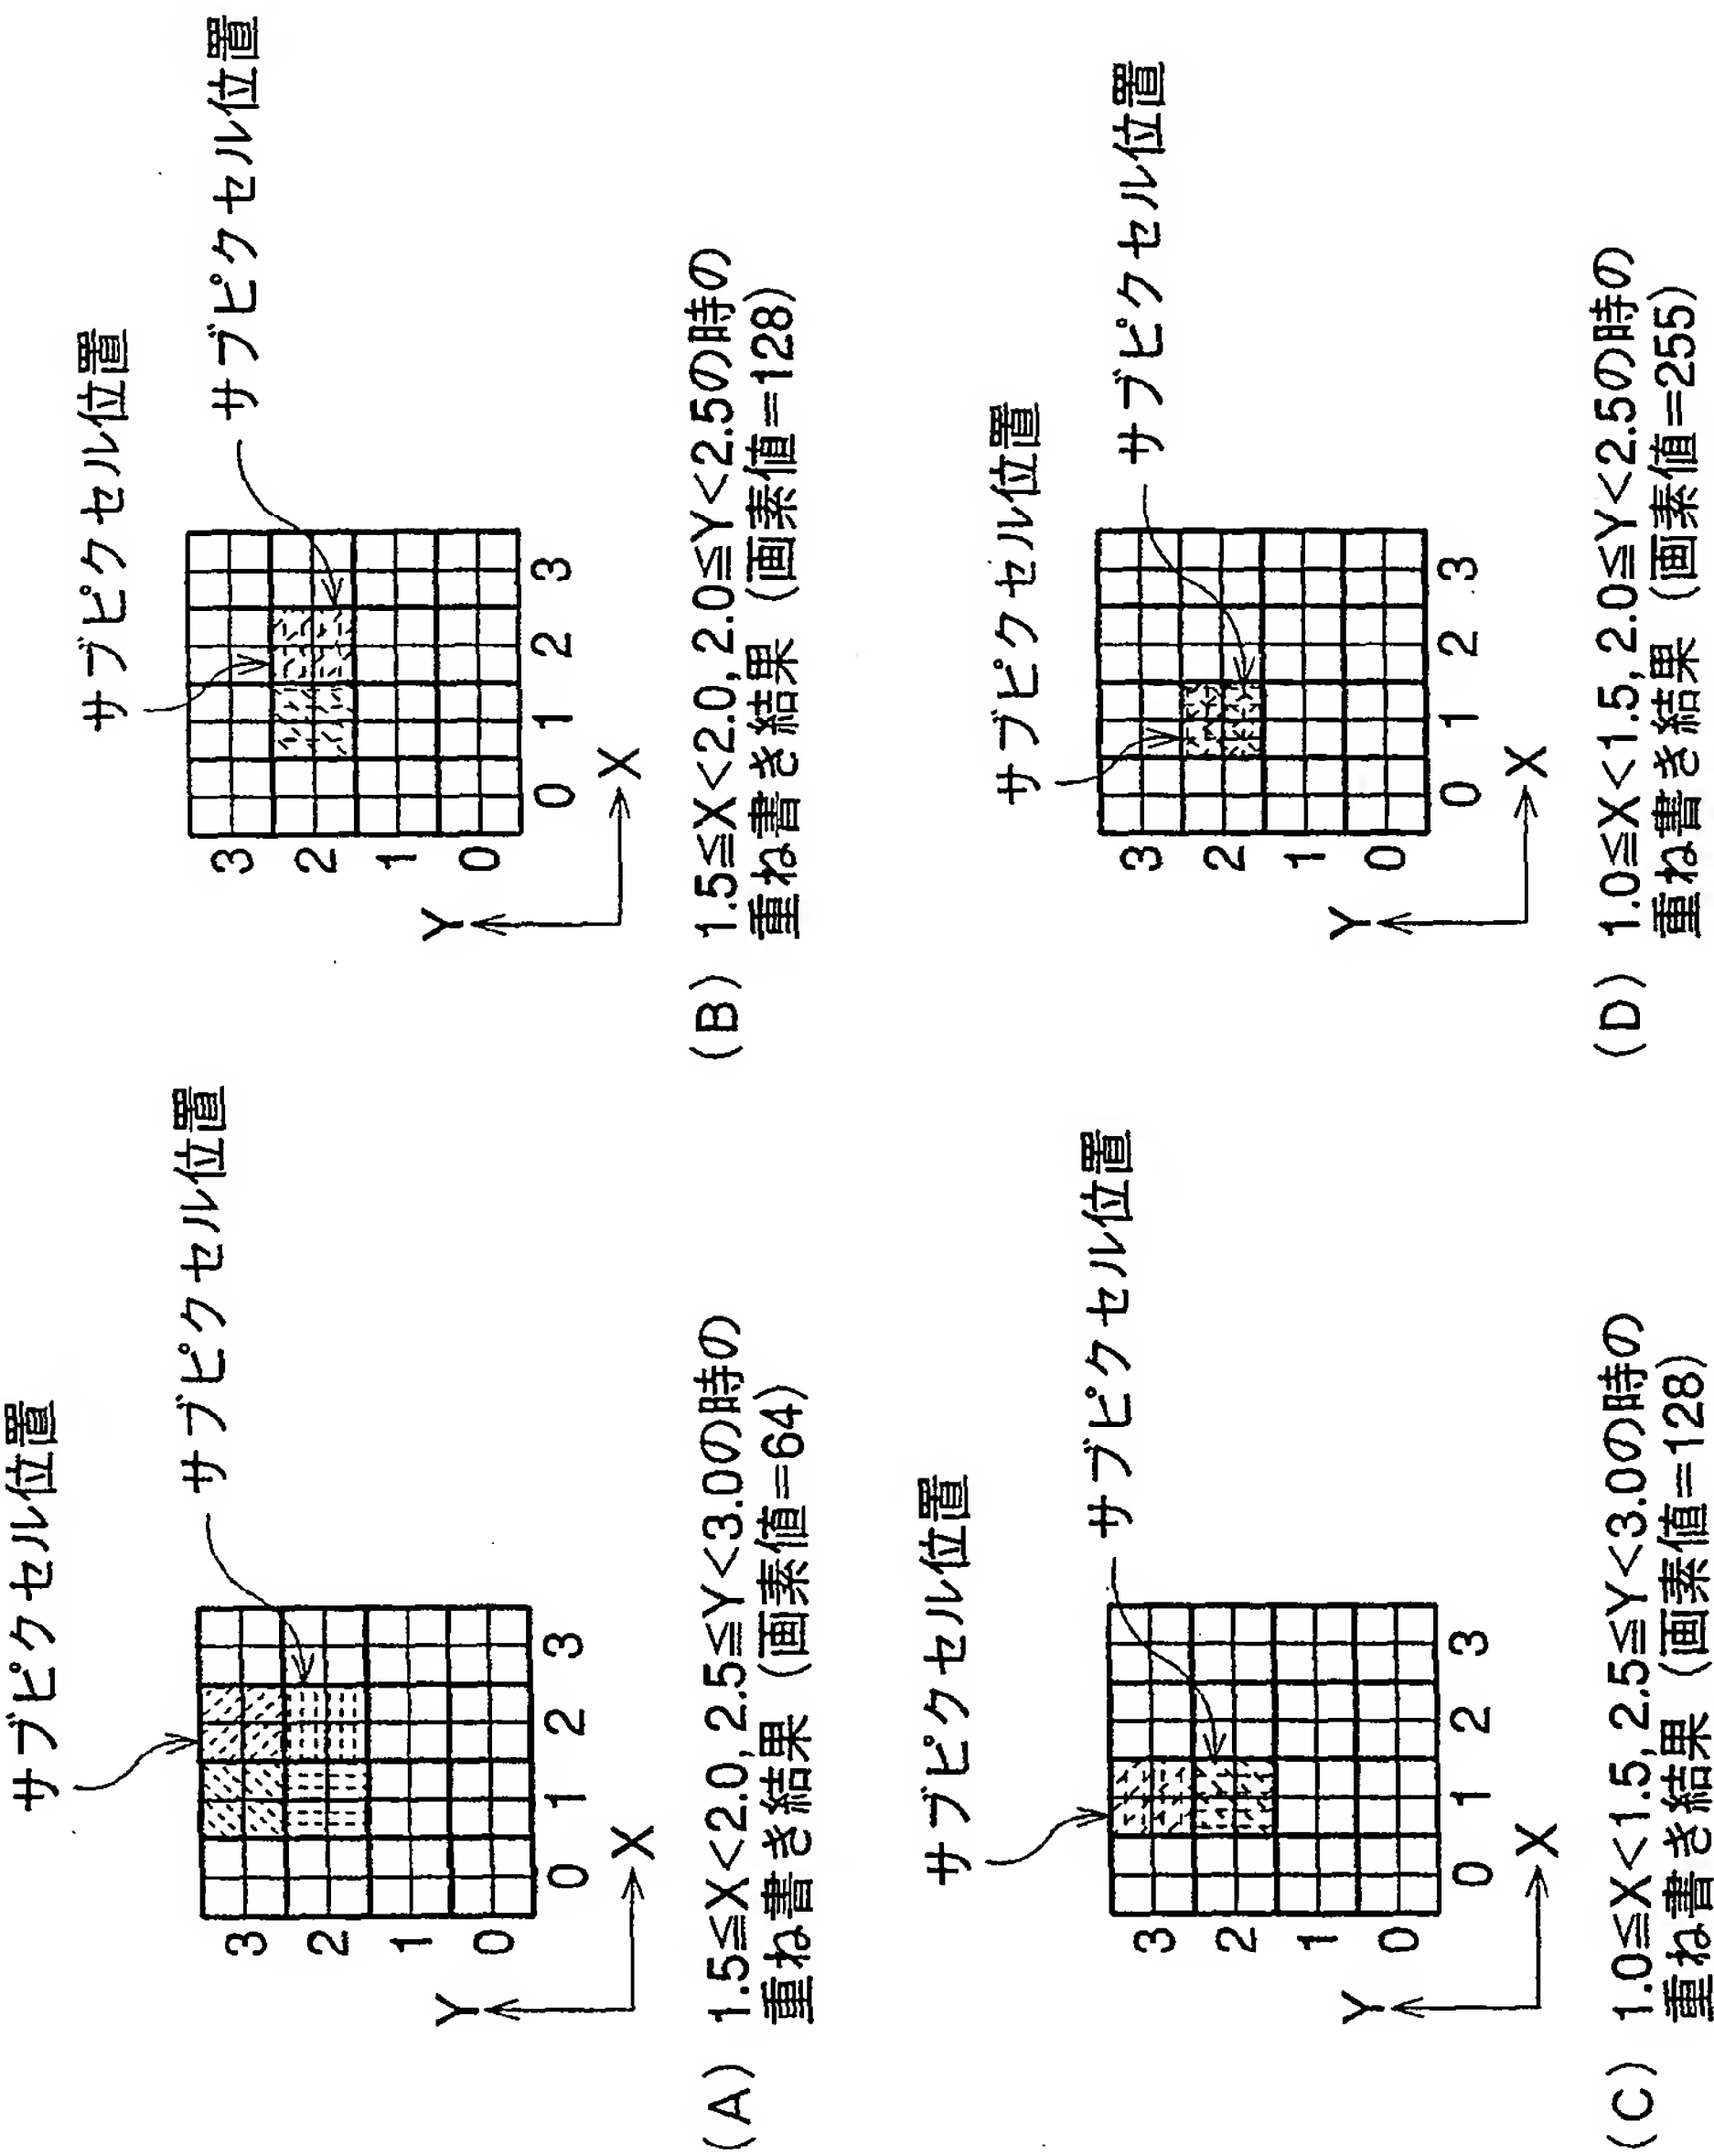 サブピクセル位置
サブピクセル位置
3
2
1
0
0 1 2 3
Y
X
(A) 1.5≦X<2.0, 2.5≦Y<3.0の時の
重ね書き結果 (画素値=64)
サブピクセル位置
サブピクセル位置
3
2
1
0
0 1 2 3
Y
X
(B) 1.5≦X<2.0, 2.0≦Y<2.5の時の
重ね書き結果 (画素値=128)
サブピクセル位置
サブピクセル位置
3
2
1
0
0 1 2 3
Y
X
(C) 1.0≦X<1.5, 2.5≦Y<3.0の時の
重ね書き結果 (画素値=128)
サブピクセル位置
サブピクセル位置
3
2
1
0
0 1 2 3
Y
X
(D) 1.0≦X<1.5, 2.0≦Y<2.5の時の
重ね書き結果 (画素値=255)